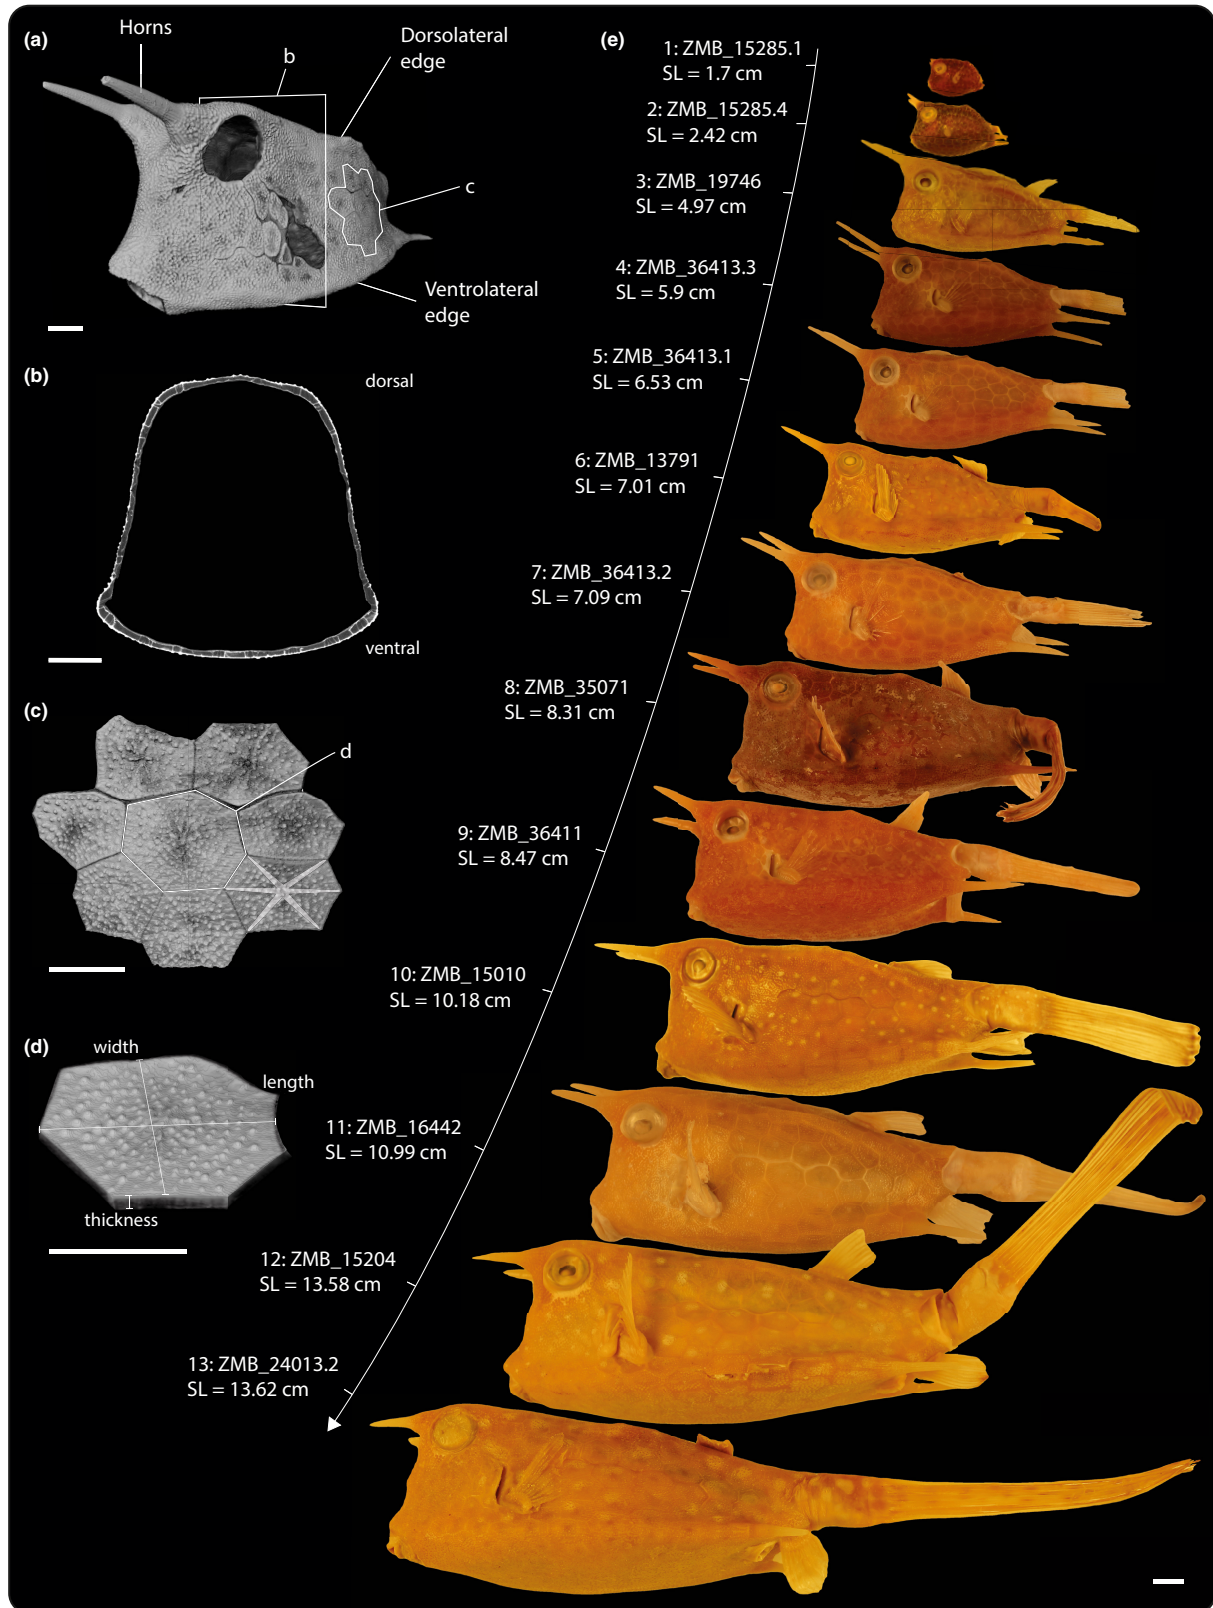 (a)
Horns
b
Dorsolateral
edge
c
Ventrolateral
edge
(b)
dorsal
ventral
(c)
d
(d)
width
length
thickness
(e)
1: ZMB_15285.1
SL = 1.7 cm
2: ZMB_15285.4
SL = 2.42 cm
3: ZMB_19746
SL = 4.97 cm
4: ZMB_36413.3
SL = 5.9 cm
5: ZMB_36413.1
SL = 6.53 cm
6: ZMB_13791
SL = 7.01 cm
7: ZMB_36413.2
SL = 7.09 cm
8: ZMB_35071
SL = 8.31 cm
9: ZMB_36411
SL = 8.47 cm
10: ZMB_15010
SL = 10.18 cm
11: ZMB_16442
SL = 10.99 cm
12: ZMB_15204
SL = 13.58 cm
13: ZMB_24013.2
SL = 13.62 cm